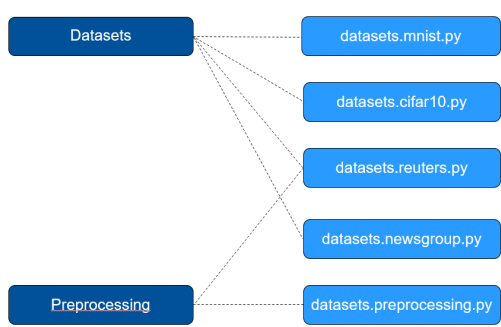 Datasets
datasets.mnist.py
datasets.cifar10.py
datasets.reuters.py
datasets.newsgroup.py
Preprocessing
datasets.preprocessing.py